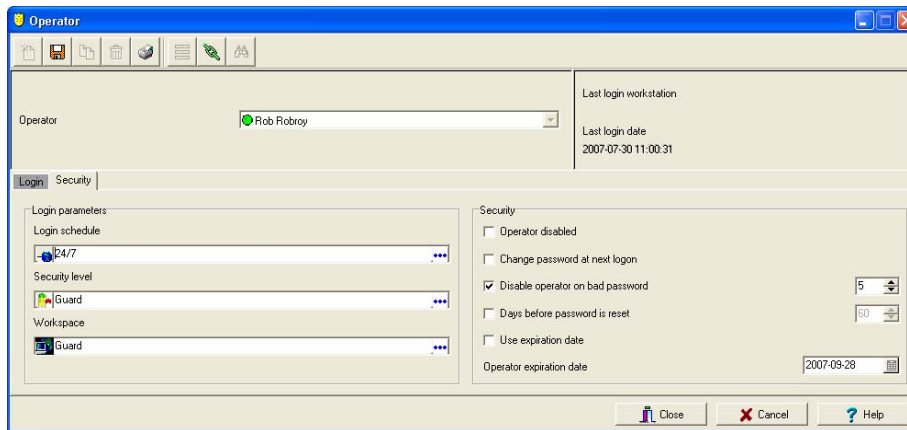 Operator
Operator
Rob Robroy
Last login workstation
Last login date
2007-07-30 11:00:31
Login
Security
Login parameters
Login schedule
24/7
Security level
Guard
Workspace
Guard
Security
Operator disabled
Change password at next logon
Disable operator on bad password
5
Days before password is reset
60
Use expiration date
Operator expiration date
2007-09-28
Close
Cancel
Help